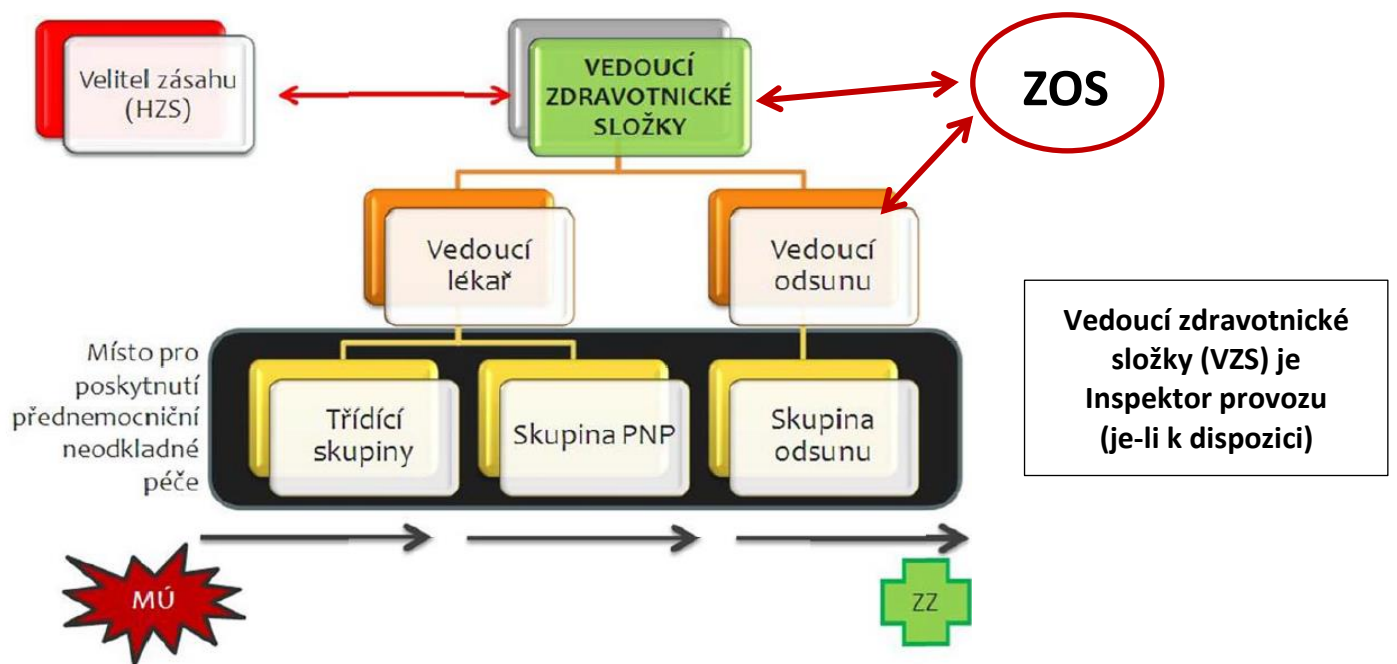 Velitel zásahu
(HZS)
VEDOUCÍ
ZDRAVOTNICKÉ
SLOŽKY
ZOS
Vedoucí
lékař
Vedoucí
odsunu
Vedoucí zdravotnické
složky (VZS) je
Inspektor provozu
(je-li k dispozici)
Místo pro
poskytnutí
přednemocniční
neodkladné
péče
Třídící
skupiny
Skupina PNP
Skupina
odsunu
MÚ
ZZ